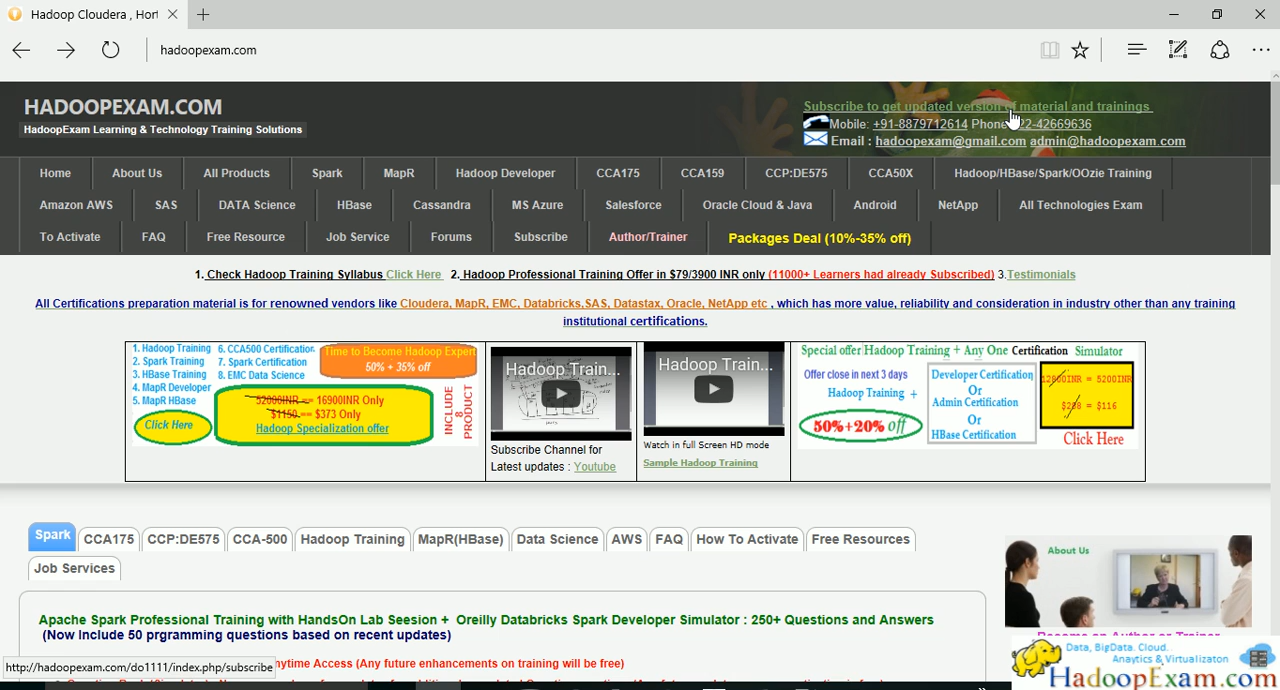 Hadoop Cloudera , Hort
hadoopexam.com
HADOOPEXAM.COM
HadoopExam Learning & Technology Training Solutions
Subscribe to get updated version of material and trainings
Mobile: +91-8879712614 Phone 22-42669636
Email : hadoopexam@gmail.com admin@hadoopexam.com
Home About Us All Products Spark MapR Hadoop Developer CCA175 CCA159 CCP:DE575 CCA50X Hadoop/HBase/Spark/OOzie Training
Amazon AWS SAS DATA Science HBase Cassandra MS Azure Salesforce Oracle Cloud & Java Android NetApp All Technologies Exam
To Activate FAQ Free Resource Job Service Forums Subscribe Author/Trainer Packages Deal (10%-35% off)
1. Check Hadoop Training Syllabus Click Here 2. Hadoop Professional Training Offer in $79/3900 INR only (11000+ Learners had already Subscribed) 3.Testimonials
All Certifications preparation material is for renowned vendors like Cloudera, MapR, EMC, Databricks,SAS, Datastax, Oracle, NetApp etc , which has more value, reliability and consideration in industry other than any training
institutional certifications.
1. Hadoop Training
2. Spark Training
3. HBase Training
4. MapR Developer
5. MapR HBase
Click Here
6. CCA500 Certification
7. Spark Certification
8. EMC Data Science
Time to Become Hadoop Expert
50% + 35% off
52000INR == 16900INR Only
$1150 == $373 Only
Hadoop Specialization offer
INCLUDE 8 PRODUCT
Hadoop Train...
Subscribe Channel for
Latest updates : Youtube
Hadoop Train...
Watch in full Screen HD mode
Sample Hadoop Training
Special offer Hadoop Training + Any One Certification Simulator
Offer close in next 3 days
Hadoop Training +
50%+20% off
Developer Certification
Or
Admin Certification
Or
HBase Certification
12800INR = 5200INR
$288 = $116
Click Here
Spark CCA175 CCP:DE575 CCA-500 Hadoop Training MapR(HBase) Data Science AWS FAQ How To Activate Free Resources
Job Services
About Us
Apache Spark Professional Training with HandsOn Lab Seesion + Oreilly Databricks Spark Developer Simulator : 250+ Questions and Answers
(Now Include 50 prgramming questions based on recent updates)
Become an Author or Trainer
nytime Access (Any future enhancements on training will be free)
http://hadoopexam.com/do1111/index.php/subscribe
Data, BigData. Cloud..
Anaytics & Virtualizaton
HadoopExam.com